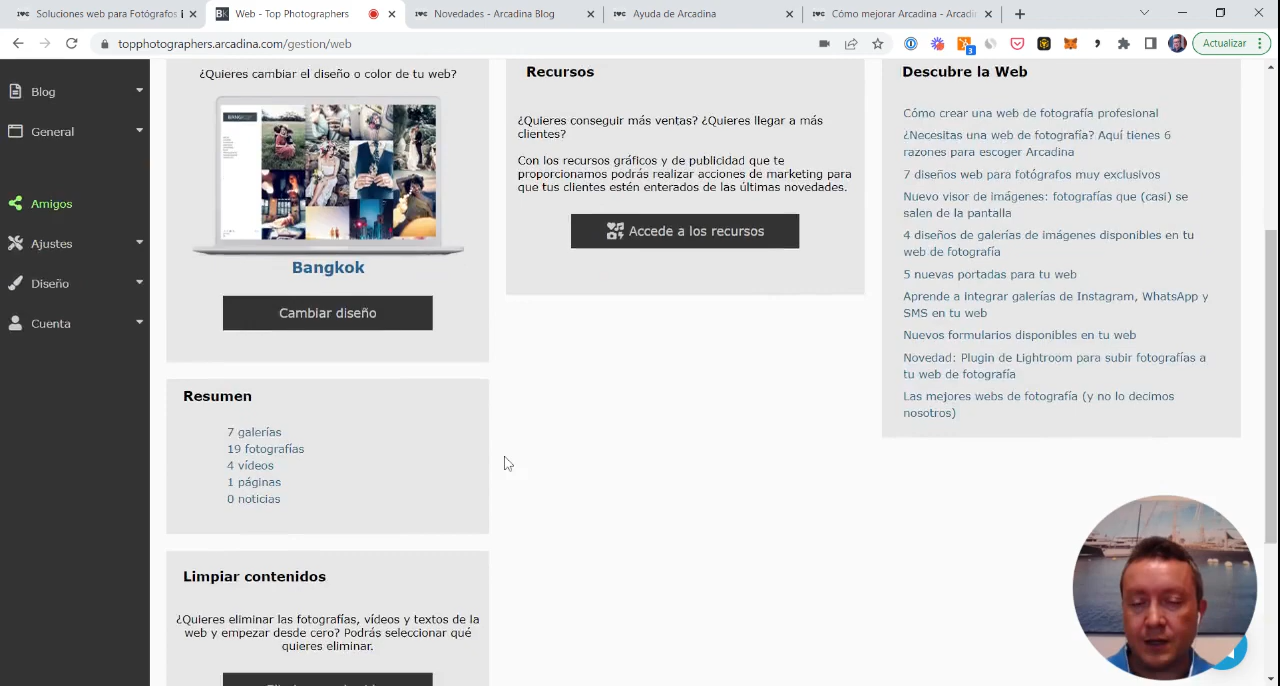 Soluciones web para Fotógrafos i
Web - Top Photographers
Novedades - Arcadina Blog
Ayuda de Arcadina
Cómo mejorar Arcadina - Arcadi
topphotographers.arcadina.com/gestion/web
3
Actualizar
Blog
General
Amigos
Ajustes
Diseño
Cuenta
¿Quieres cambiar el diseño o color de tu web?
Bangkok
Cambiar diseño
Resumen
7 galerías
19 fotografías
4 vídeos
1 páginas
0 noticias
Limpiar contenidos
¿Quieres eliminar las fotografías, vídeos y textos de la
web y empezar desde cero? Podrás seleccionar qué
quieres eliminar.
Recursos
¿Quieres conseguir más ventas? ¿Quieres llegar a más
clientes?
Con los recursos gráficos y de publicidad que te
proporcionamos podrás realizar acciones de marketing para
que tus clientes estén enterados de las últimas novedades.
Accede a los recursos
Descubre la Web
Cómo crear una web de fotografía profesional
¿Necesitas una web de fotografía? Aquí tienes 6
razones para escoger Arcadina
7 diseños web para fotógrafos muy exclusivos
Nuevo visor de imágenes: fotografías que (casi) se
salen de la pantalla
4 diseños de galerías de imágenes disponibles en tu
web de fotografía
5 nuevas portadas para tu web
Aprende a integrar galerías de Instagram, WhatsApp y
SMS en tu web
Nuevos formularios disponibles en tu web
Novedad: Plugin de Lightroom para subir fotografías a
tu web de fotografía
Las mejores webs de fotografía (y no lo decimos
nosotros)